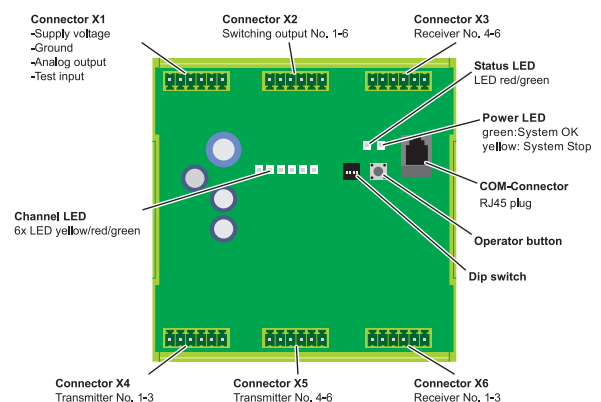 Connector X1
-Supply voltage
-Ground
-Analog output
-Test input
Connector X2
Switching output No. 1-6
Connector X3
Receiver No. 4-6
Status LED
LED red/green
Power LED
green:System OK
yellow: System Stop
COM-Connector
RJ45 plug
Operator button
Dip switch
Channel LED
6x LED yellow/red/green
Connector X4
Transmitter No. 1-3
Connector X5
Transmitter No. 4-6
Connector X6
Receiver No. 1-3